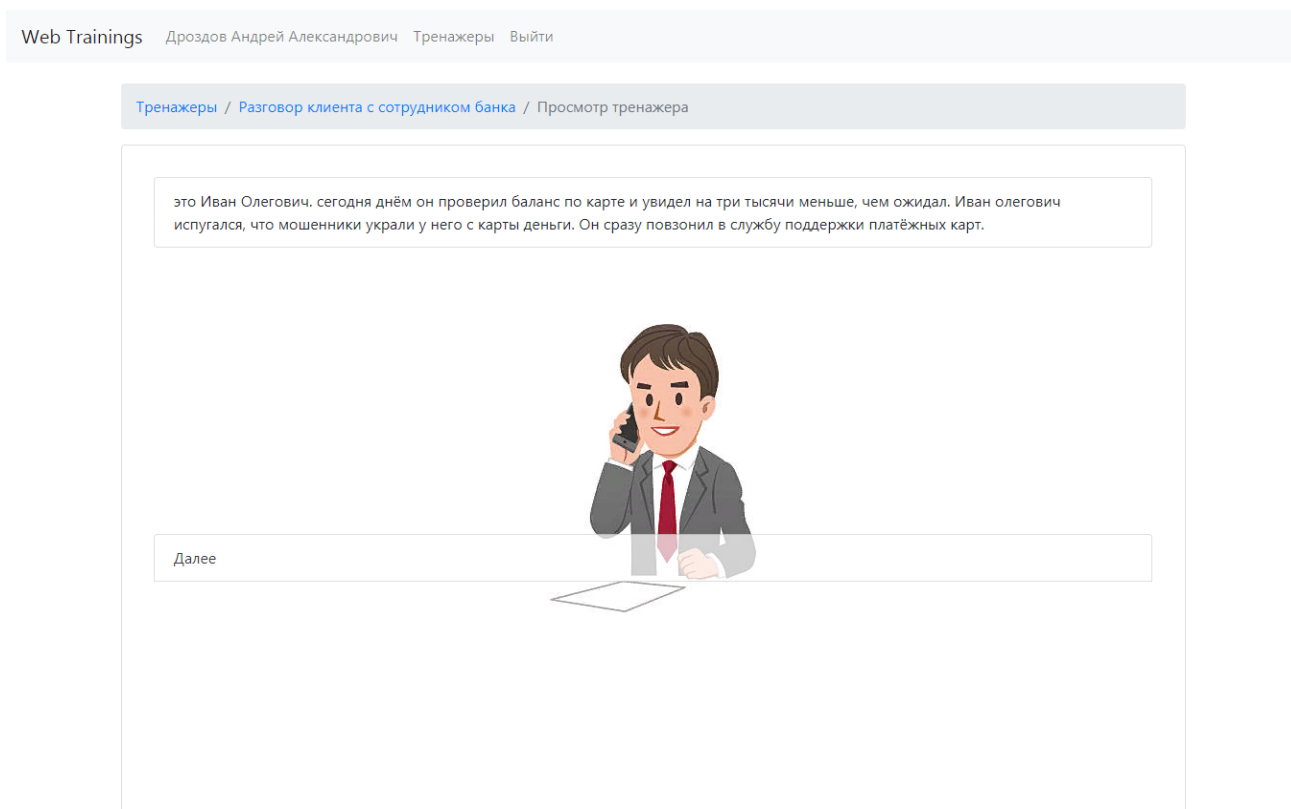 Web Trainings Дроздов Андрей Александрович Тренажеры Выйти
Тренажеры / Разговор клиента с сотрудником банка / Просмотр тренажера
это Иван Олегович. сегодня днём он проверил баланс по карте и увидел на три тысячи меньше, чем ожидал. Иван олегович
испугался, что мошенники украли у него с карты деньги. Он сразу повзонил в службу поддержки платёжных карт.
Далее